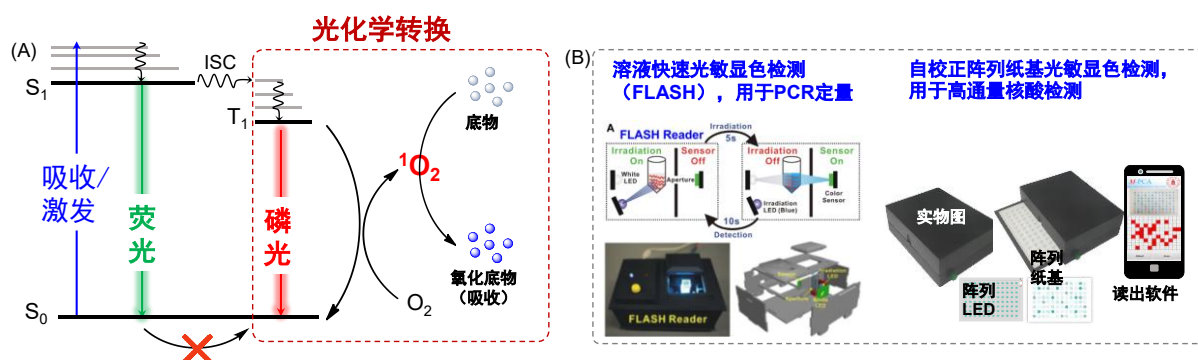 光化学转换
(A)
ISC
S1
T1
吸收/
激发
荧
光
磷
光
S0
底物
¹O₂
氧化底物
(吸收)
O₂
(B)
溶液快速光敏显色检测
（FLASH），用于PCR定量
自校正阵列纸基光敏显色检测，
用于高通量核酸检测
A
FLASH Reader
Irradiation
5s
Irradiation
On
Sensor
Off
White
LED
Aperture
Irradiation
Off
Sensor
On
Color
Sensor
Irradiation
LED (Blue)
10s
Detection
FLASH Reader
Aperture
Irradiation
LED
实物图
阵列
LED
阵列
纸基
读出软件